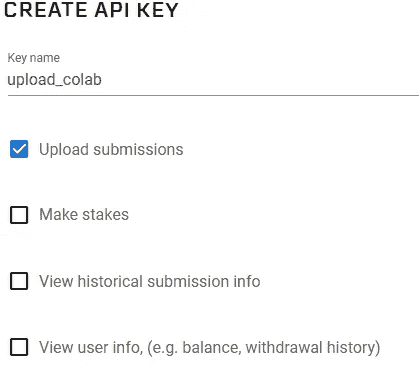 CREATE API KEY
Key name
upload_colab
Upload submissions
Make stakes
View historical submission info
View user info, (e.g. balance, withdrawal history)